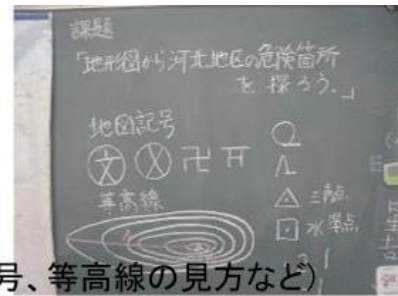 課題
「地形図から河北地区の危険箇所
を探ろう。」
地図記号
文 卍
三角点
等高線
水準点
号、等高線の見方など)